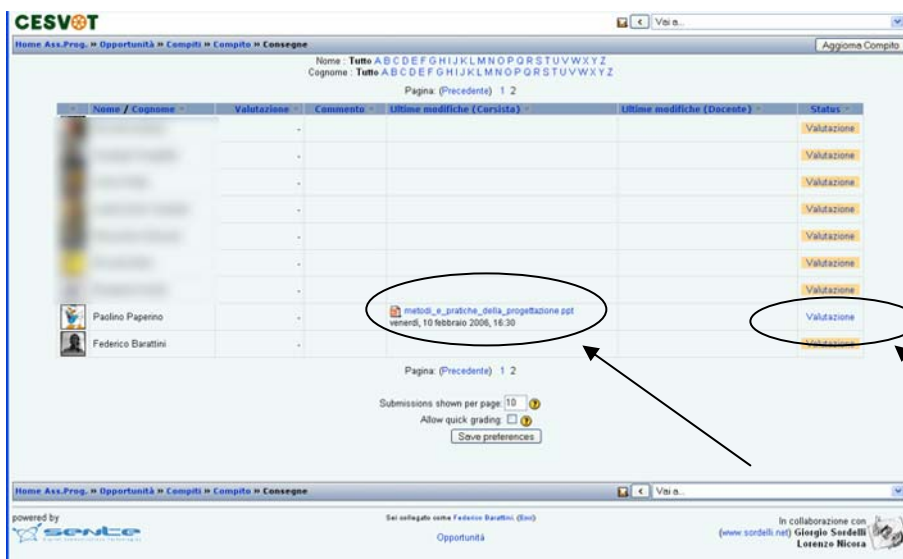 CESVOT
Vai a...
Home Ass.Prog. » Opportunità » Compiti » Compito » Consegne
Aggiorna Compito
Nome : Tutto A B C D E F G H I J K L M N O P Q R S T U V W X Y Z
Cognome : Tutto A B C D E F G H I J K L M N O P Q R S T U V W X Y Z
Pagina: (Precedente) 1 2
Nome / Cognome Valutazione Commento Ultime modifiche (Corsista) Ultime modifiche (Docente) Status
- Valutazione
- Valutazione
- Valutazione
- Valutazione
- Valutazione
- Valutazione
- Valutazione
Paolino Paperino - metodi_e_pratiche_della_progettazione.ppt Valutazione
venerdì, 10 febbraio 2006, 16:30
Federico Barattini - Valutazione
Pagina: (Precedente) 1 2
Submissions shown per page: 10
Allow quick grading:
Save preferences
Home Ass.Prog. » Opportunità » Compiti » Compito » Consegne
Vai a...
powered by
sente
Sei collegato come Federico Barattini. (Esci)
Opportunità
In collaborazione con
(www.sordelli.net) Giorgio Sordelli
Lorenzo Nicora